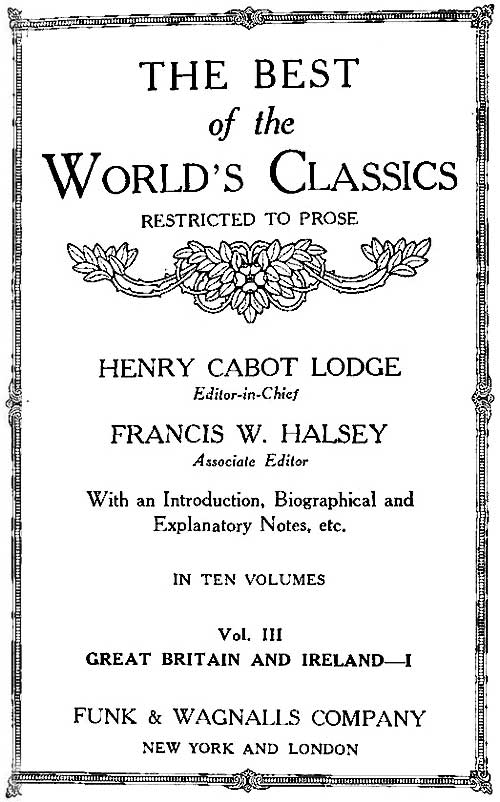 THE BEST
of the
WORLD'S CLASSICS
RESTRICTED TO PROSE
HENRY CABOT LODGE
Editor-in-Chief
FRANCIS W. HALSEY
Associate Editor
With an Introduction, Biographical and
Explanatory Notes, etc.
IN TEN VOLUMES
Vol. III
GREAT BRITAIN AND IRELAND—I
FUNK & WAGNALLS COMPANY
NEW YORK AND LONDON